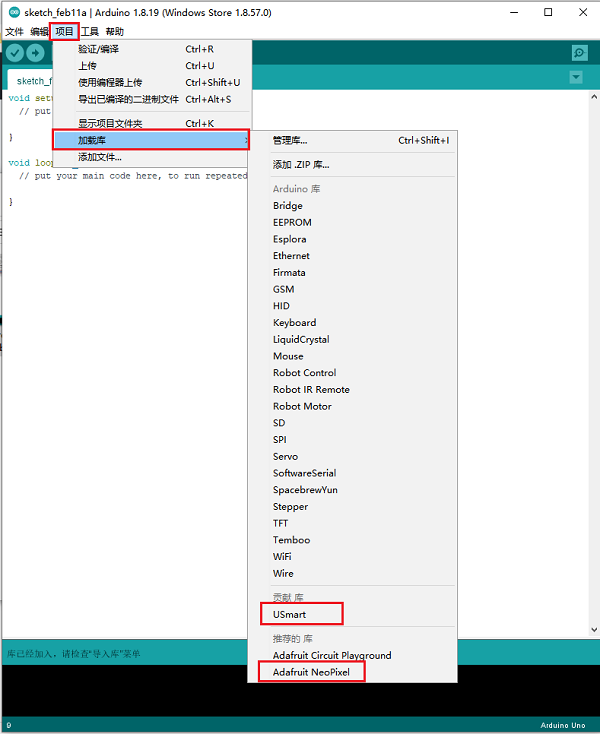 sketch_feb11a | Arduino 1.8.19 (Windows Store 1.8.57.0)
文件 编辑 项目 工具 帮助
验证/编译 Ctrl+R
上传 Ctrl+U
使用编程器上传 Ctrl+Shift+U
导出已编译的二进制文件 Ctrl+Alt+S
显示项目文件夹 Ctrl+K
加载库
添加文件...
sketch_fe
void set
// put
}
void loop
// put your main code here, to run repeated
}
管理库... Ctrl+Shift+I
添加 .ZIP 库...
Arduino 库
Bridge
EEPROM
Esplora
Ethernet
Firmata
GSM
HID
Keyboard
LiquidCrystal
Mouse
Robot Control
Robot IR Remote
Robot Motor
SD
SPI
Servo
SoftwareSerial
SpacebrewYun
Stepper
TFT
Temboo
WiFi
Wire
贡献 库
USmart
推荐的 库
Adafruit Circuit Playground
Adafruit NeoPixel
库已经加入，请检查“导入库”菜单
9 Arduino Uno